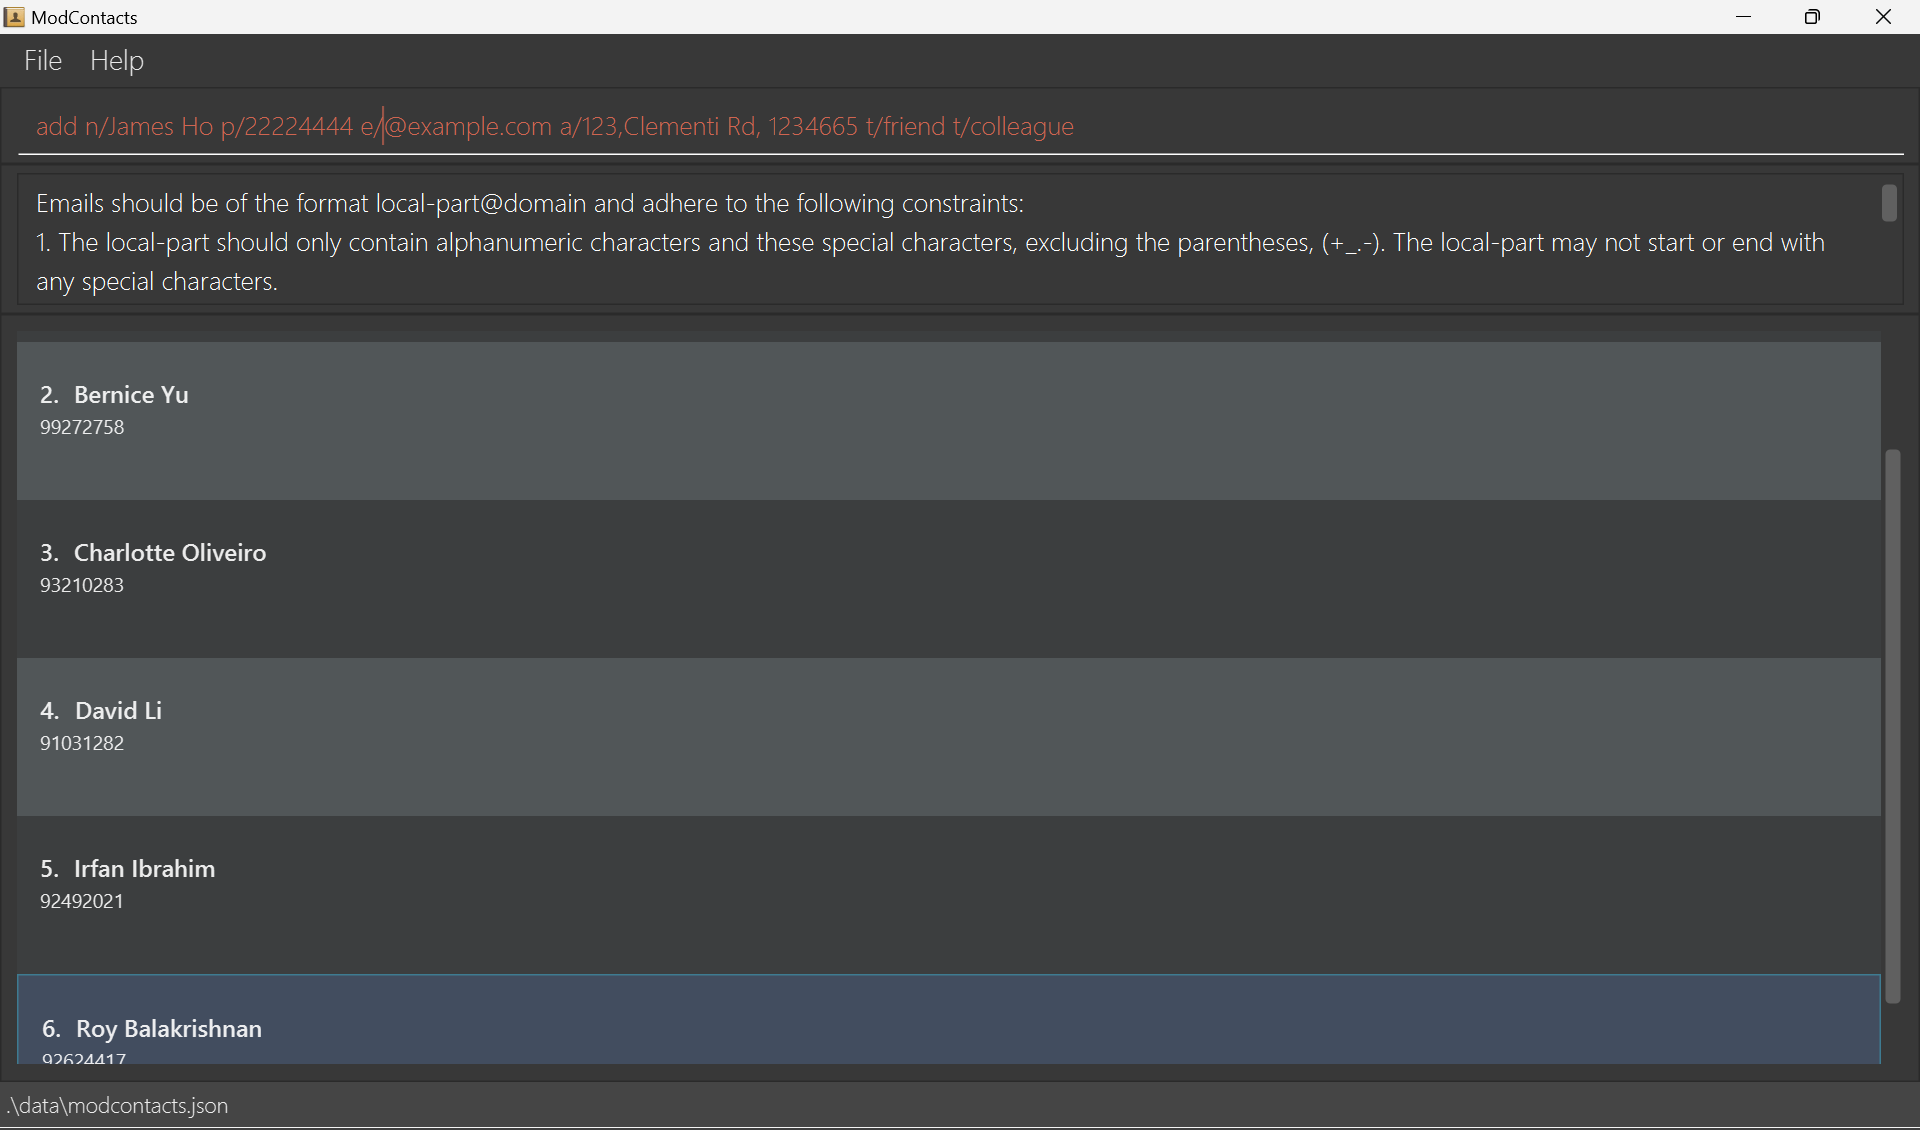 ModContacts
File Help
add n/James Ho p/22224444 e/@example.com a/123,Clementi Rd, 1234665 t/friend t/colleague
Emails should be of the format local-part@domain and adhere to the following constraints:
1. The local-part should only contain alphanumeric characters and these special characters, excluding the parentheses, (+_.-). The local-part may not start or end with
any special characters.
2. Bernice Yu
99272758
3. Charlotte Oliveiro
93210283
4. David Li
91031282
5. Irfan Ibrahim
92492021
6. Roy Balakrishnan
92624417
.\data\modcontacts.json